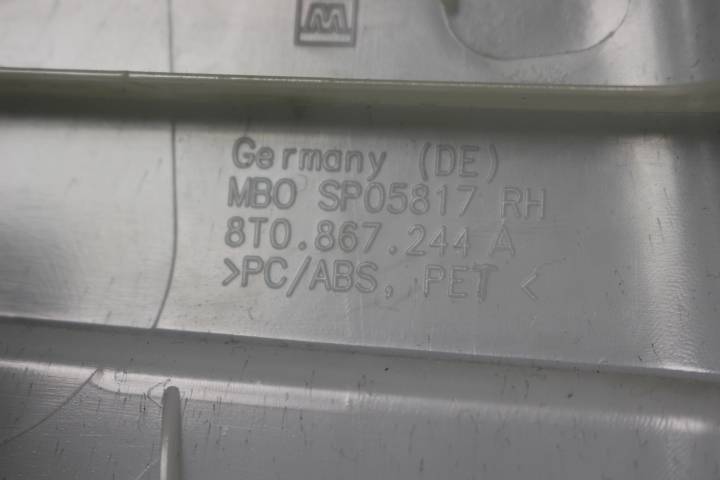 Germany (DE)
MBO SP05817 RH
8T0.867.244 A
>PC/ABS, PET <